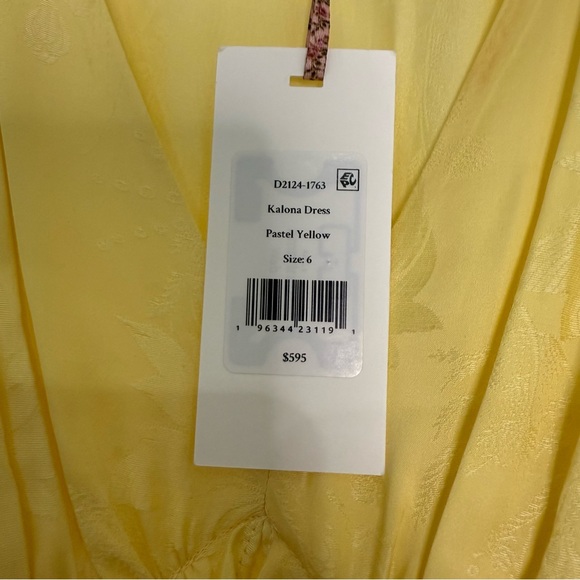 D2124-1763
Kalona Dress
Pastel Yellow
Size: 6
1 96344 23119 1
$595